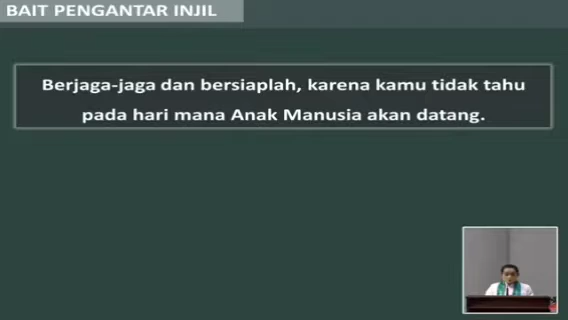 BAIT PENGANTAR INJIL
Berjaga-jaga dan bersiaplah, karena kamu tidak tahu
pada hari mana Anak Manusia akan datang.